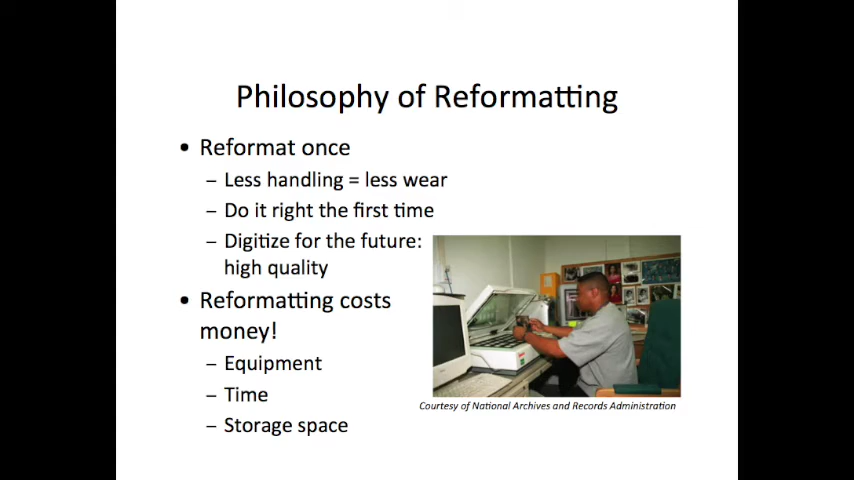 Philosophy of Reformatting
• Reformat once
– Less handling = less wear
– Do it right the first time
– Digitize for the future:
high quality
• Reformatting costs
money!
– Equipment
– Time
– Storage space
Courtesy of National Archives and Records Administration